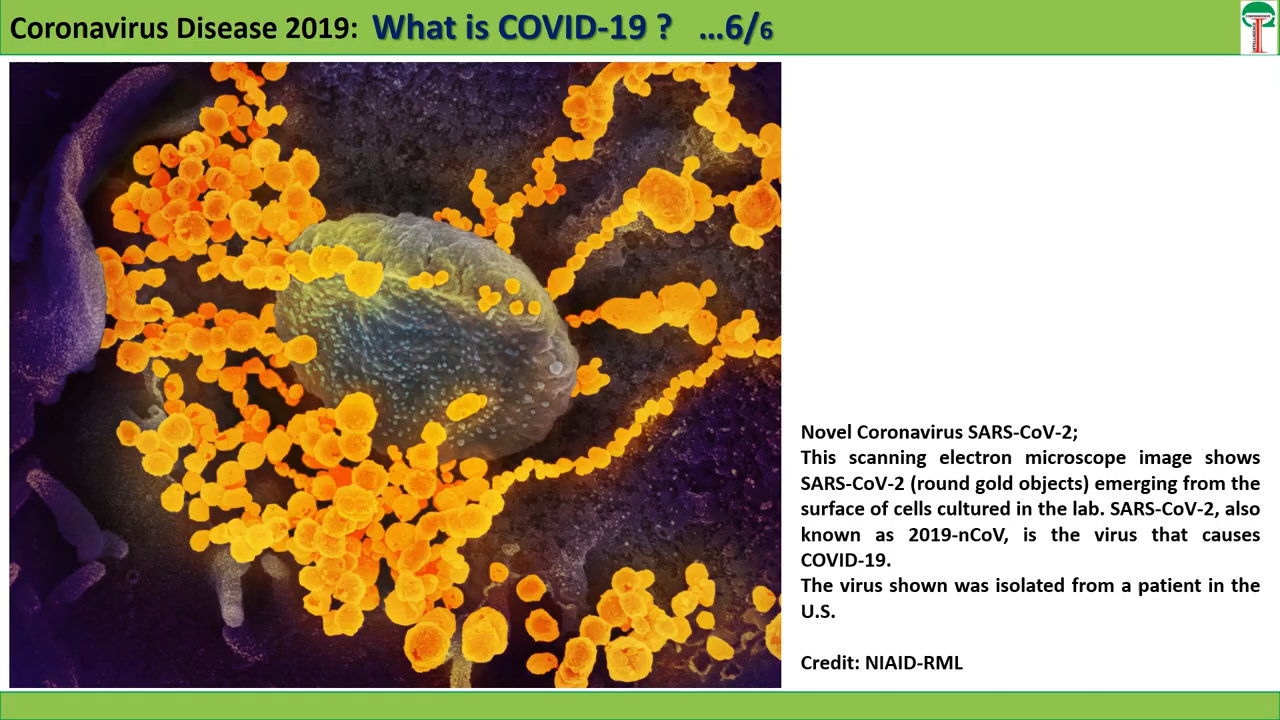 Coronavirus Disease 2019: What is COVID-19 ? ...6/6
Novel Coronavirus SARS-CoV-2;
This scanning electron microscope image shows
SARS-CoV-2 (round gold objects) emerging from the
surface of cells cultured in the lab. SARS-CoV-2, also
known as 2019-nCoV, is the virus that causes
COVID-19.
The virus shown was isolated from a patient in the
U.S.
Credit: NIAID-RML